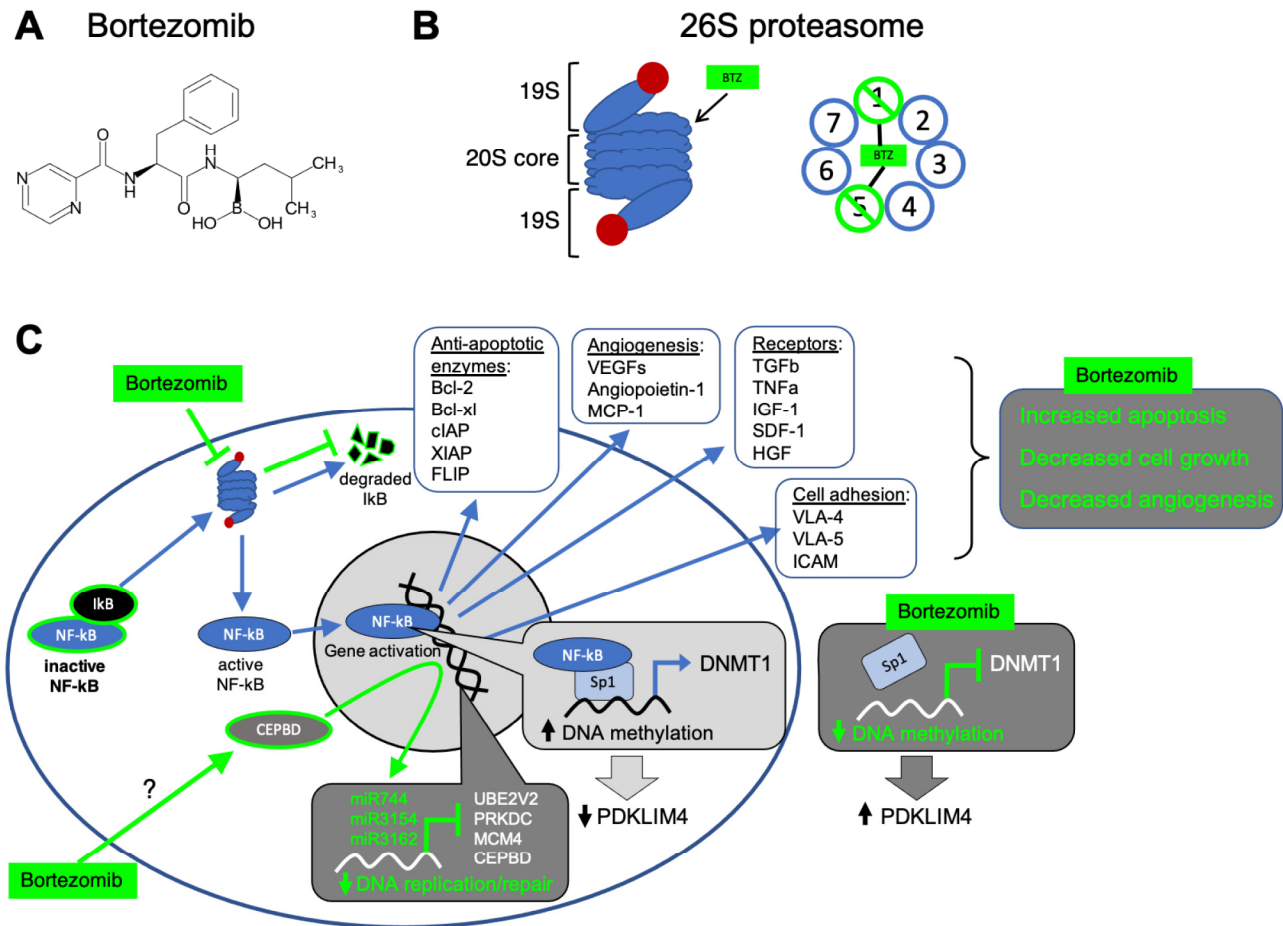 A Bortezomib
O
N
N
N
H
O
H
N
B
HO
OH
CH3
CH3
B 26S proteasome
19S
20S core
19S
BTZ
1
2
3
4
5
6
7
BTZ
C
Bortezomib
degraded
IkB
IkB
NF-kB
inactive
NF-kB
NF-kB
active
NF-kB
NF-kB
Gene activation
CEPBD
?
Bortezomib
Anti-apoptotic
enzymes:
Bcl-2
Bcl-xl
cIAP
XIAP
FLIP
Angiogenesis:
VEGFs
Angiopoietin-1
MCP-1
Receptors:
TGFb
TNFa
IGF-1
SDF-1
HGF
Cell adhesion:
VLA-4
VLA-5
ICAM
Bortezomib
Increased apoptosis
Decreased cell growth
Decreased angiogenesis
NF-kB
Sp1
DNMT1
DNA methylation
PDKLIM4
Bortezomib
Sp1
DNMT1
DNA methylation
PDKLIM4
miR744
miR3154
miR3162
UBE2V2
PRKDC
MCM4
CEPBD
DNA replication/repair